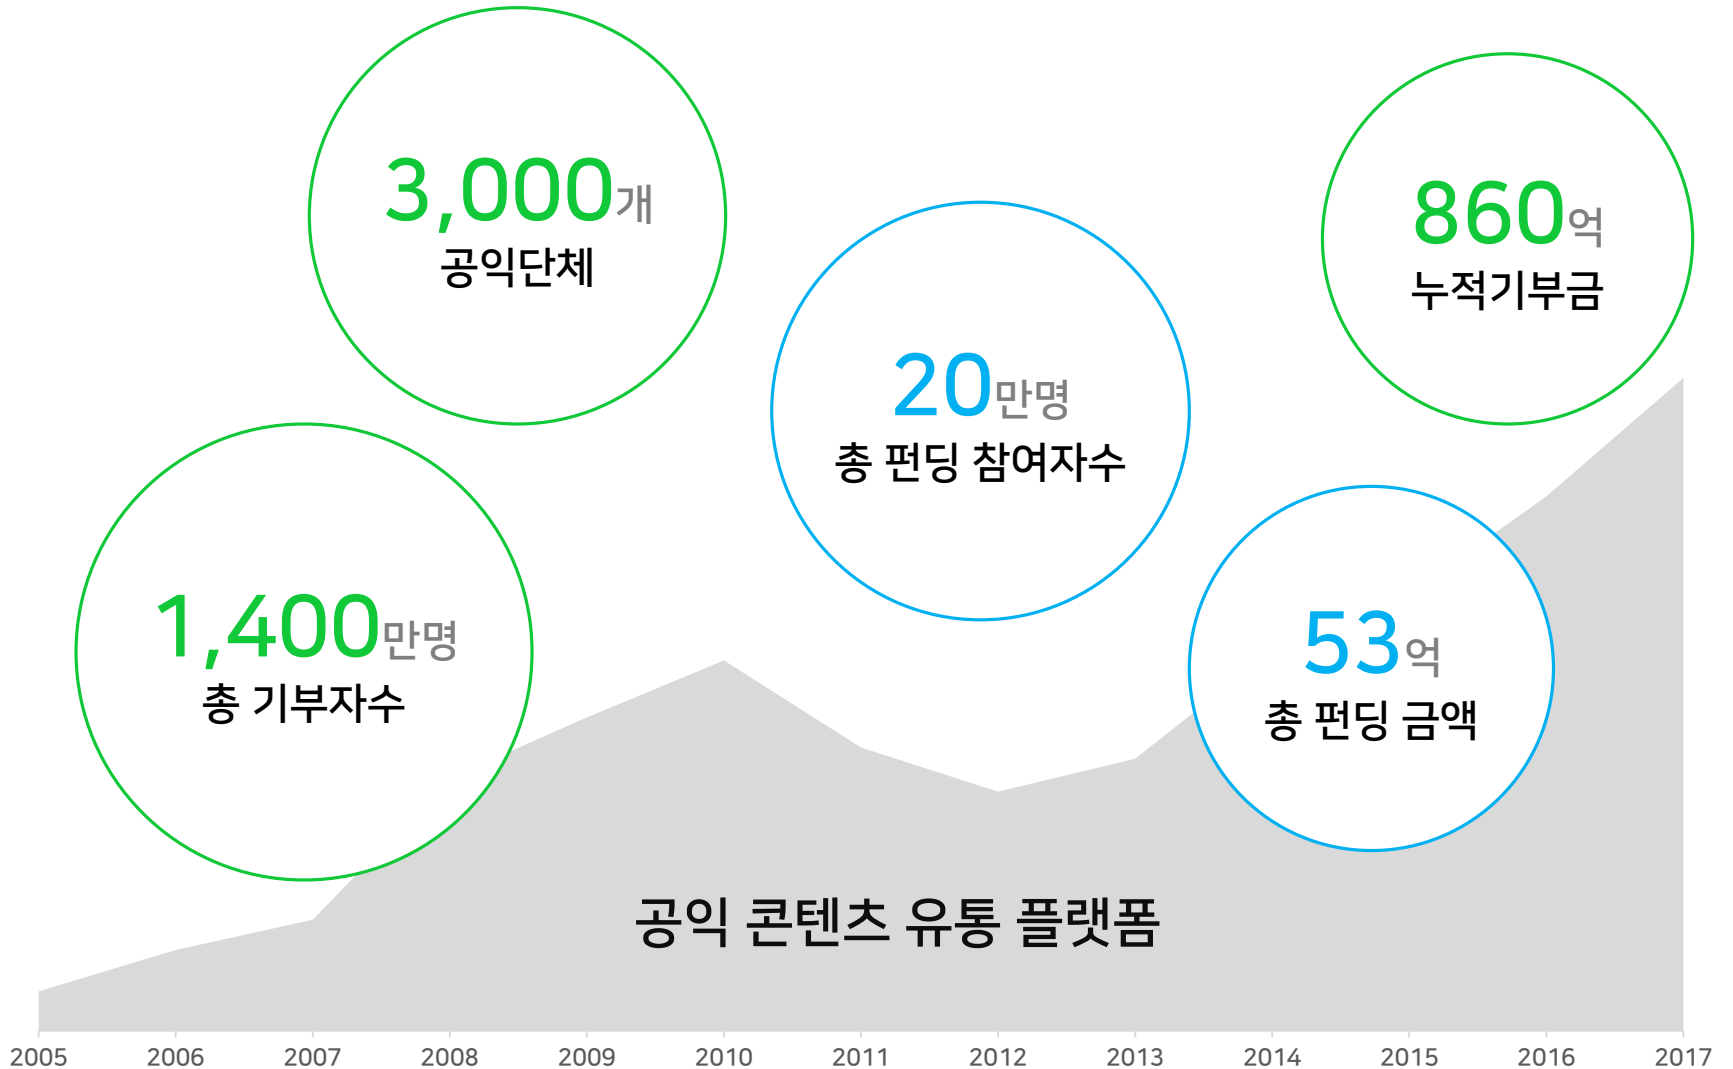 3,000개
공익단체
860억
누적기부금
20만명
총 펀딩 참여자수
1,400만명
총 기부자수
53억
총 펀딩 금액
공익 콘텐츠 유통 플랫폼
2005 2006 2007 2008 2009 2010 2011 2012 2013 2014 2015 2016 2017